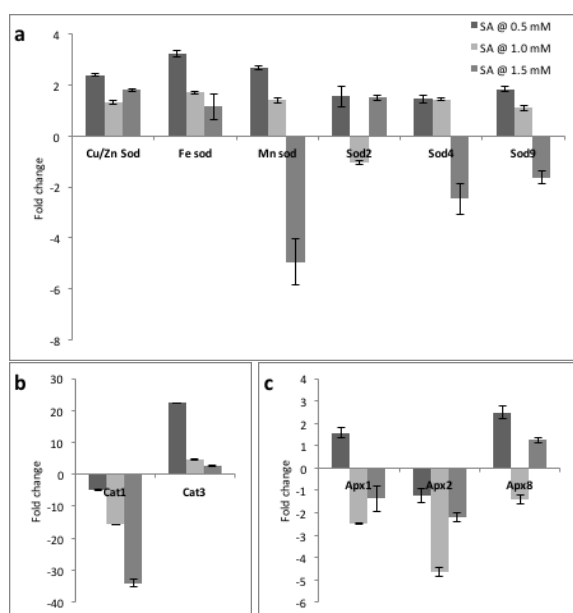 a
SA @ 0.5 mM
SA @ 1.0 mM
SA @ 1.5 mM
4
2
0
-2
-4
-6
-8
Fold change
Cu/Zn Sod
Fe sod
Mn sod
Sod2
Sod4
Sod9
b
30
20
10
0
-10
-20
-30
-40
Fold change
Cat1
Cat3
c
4
3
2
1
0
-1
-2
-3
-4
-5
-6
Fold change
Apx1
Apx2
Apx8